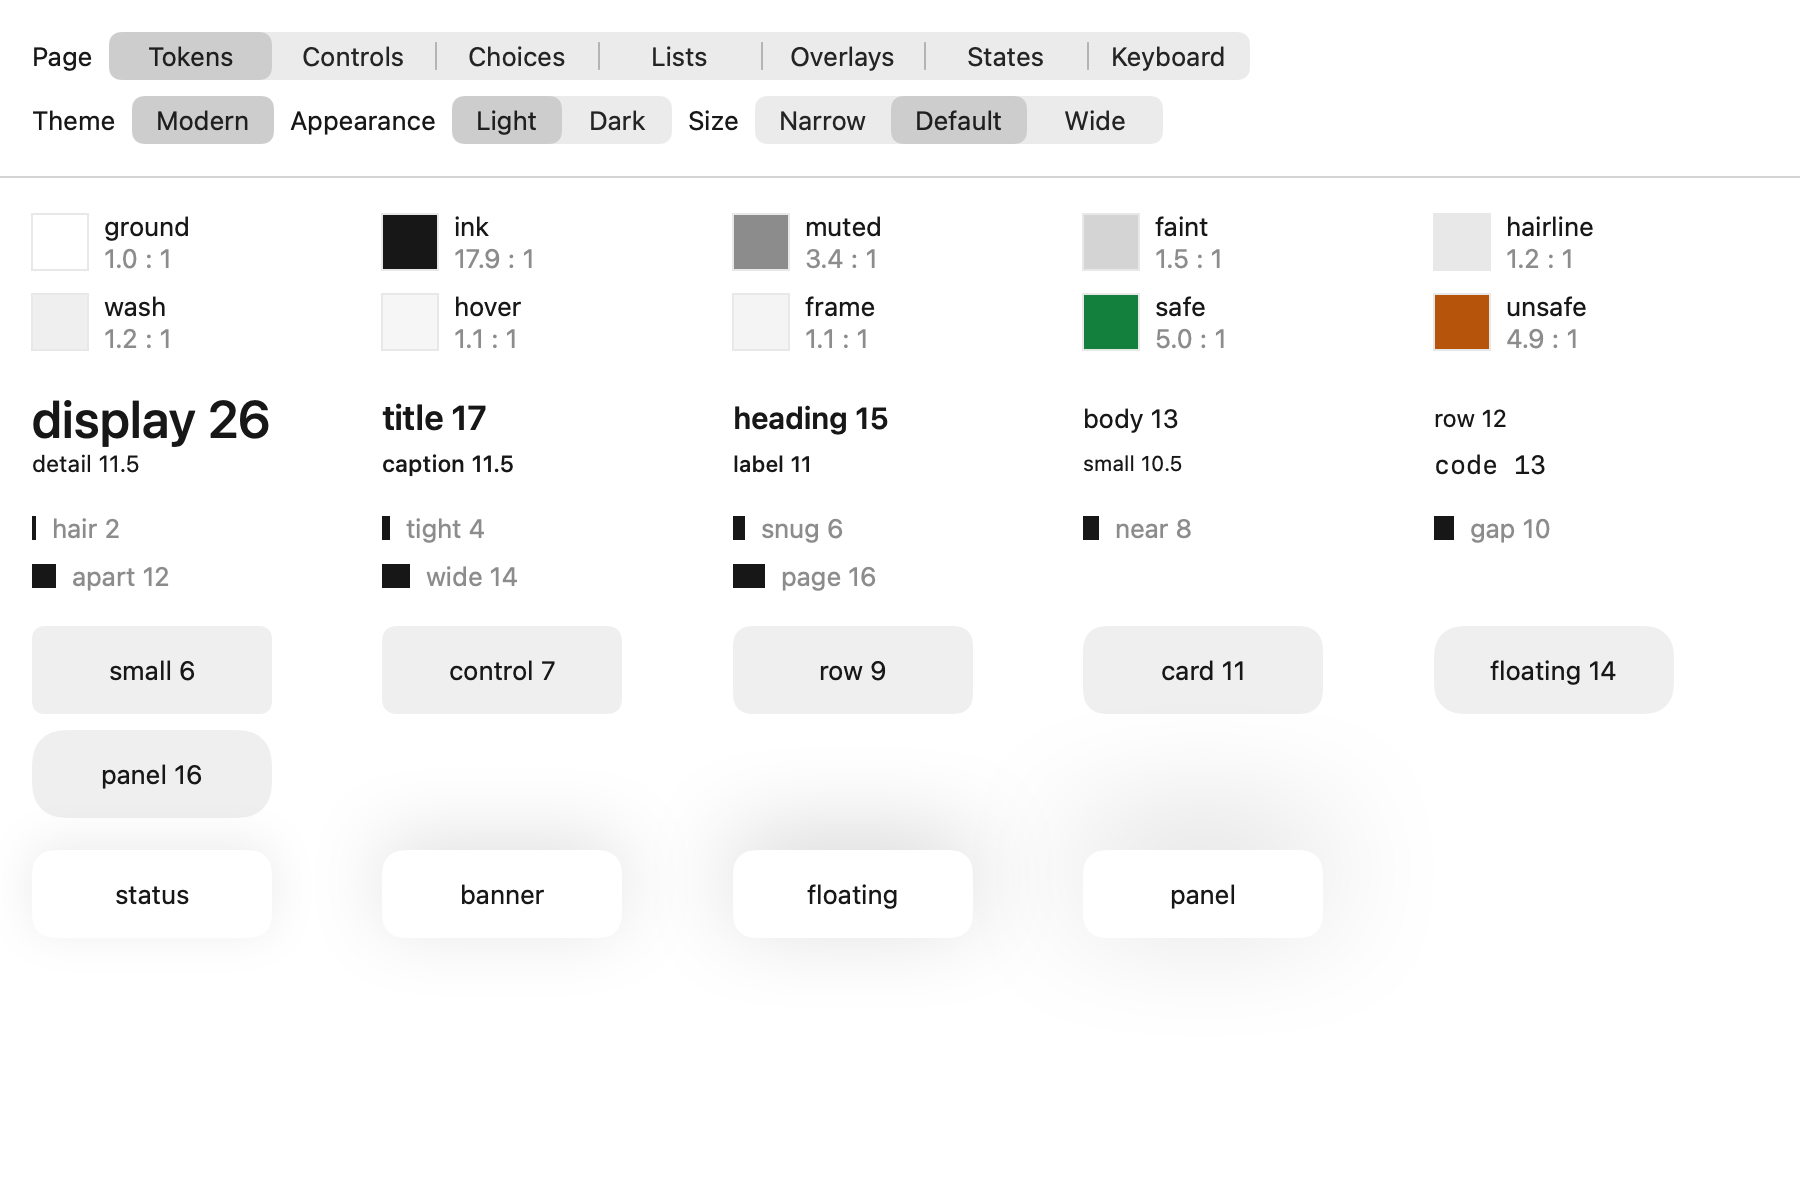 Page Tokens Controls Choices Lists Overlays States Keyboard
Theme Modern Appearance Light Dark Size Narrow Default Wide
ground ink muted faint hairline
1.0 : 1 17.9 : 1 3.4 : 1 1.5 : 1 1.2 : 1
wash hover frame safe unsafe
1.2 : 1 1.1 : 1 1.1 : 1 5.0 : 1 4.9 : 1
display 26 title 17 heading 15 body 13 row 12
detail 11.5 caption 11.5 label 11 small 10.5 code 13
hair 2 tight 4 snug 6 near 8 gap 10
apart 12 wide 14 page 16
small 6 control 7 row 9 card 11 floating 14
panel 16
status banner floating panel